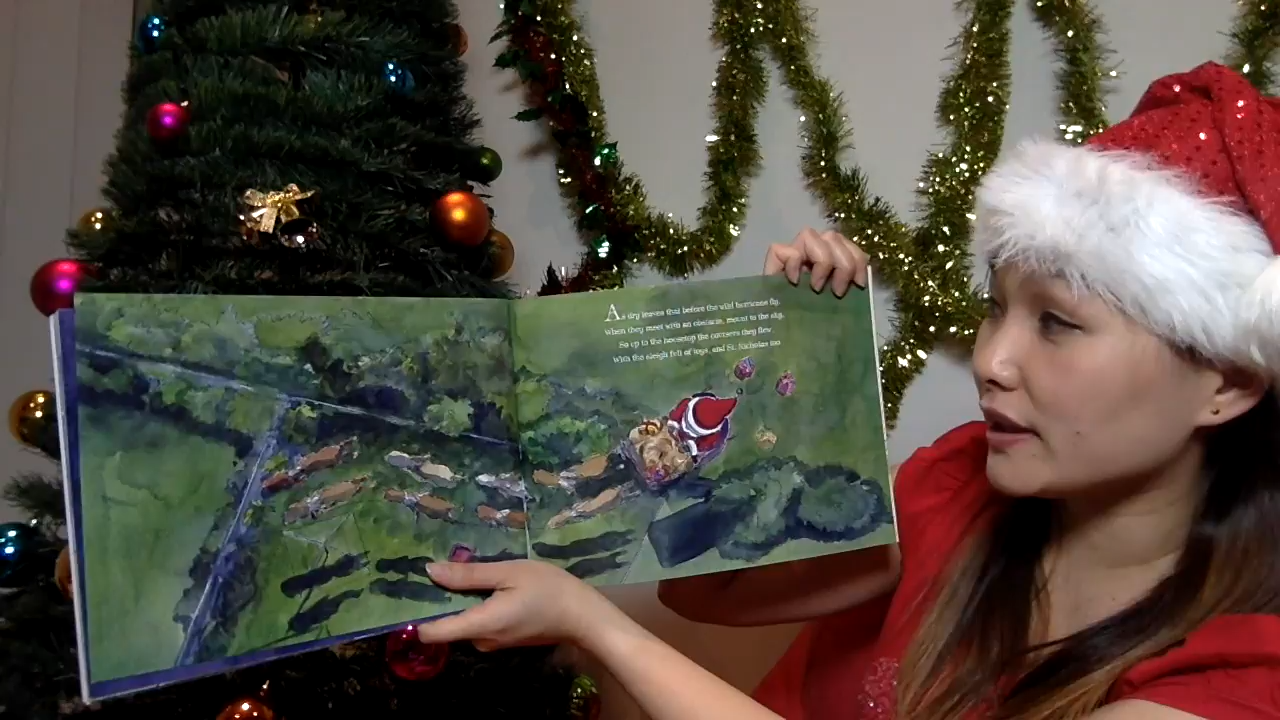 As dry leaves that before the wild hurricane fly,
When they meet with an obstacle, mount to the sky,
So up to the housetop the coursers they flew
With the sleigh full of toys, and St. Nicholas too